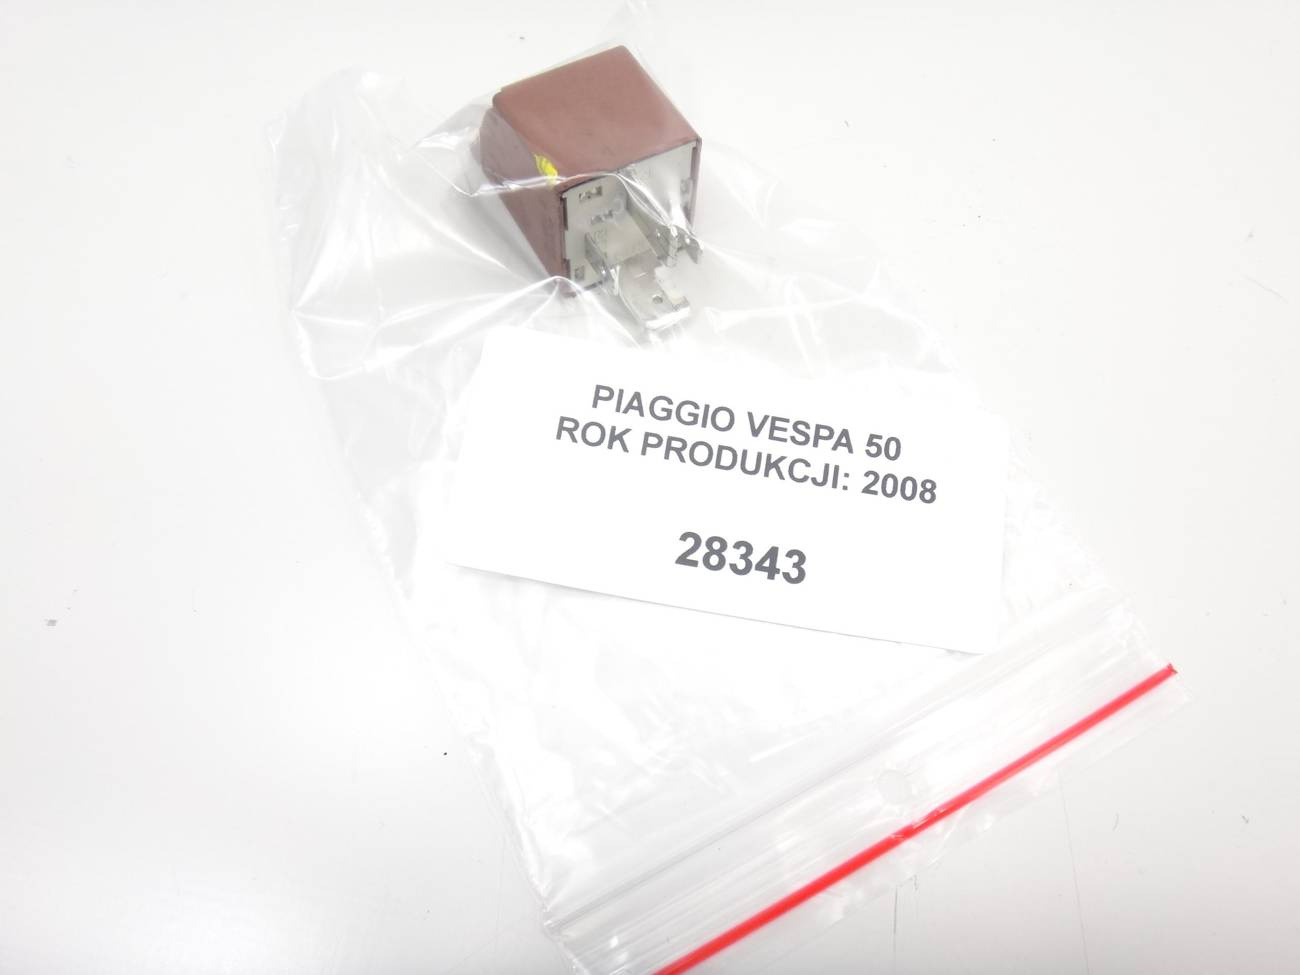 PIAGGIO VESPA 50
ROK PRODUKCJI: 2008
28343